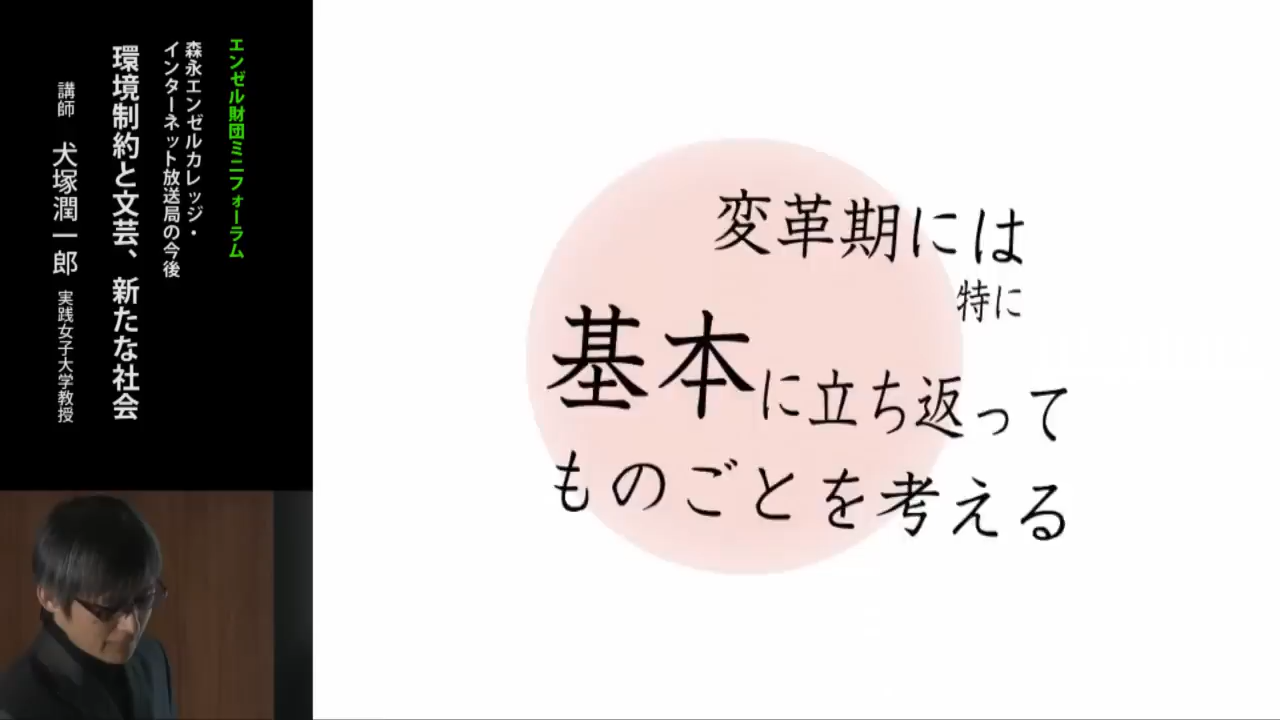 エンゼル財団ミニフォーラム
森永エンゼルカレッジ・
インターネット放送局の今後
環境制約と文芸、新たな社会
講師 犬塚潤一郎 実践女子大学教授
変革期には
特に
基本に立ち返って
ものごとを考える